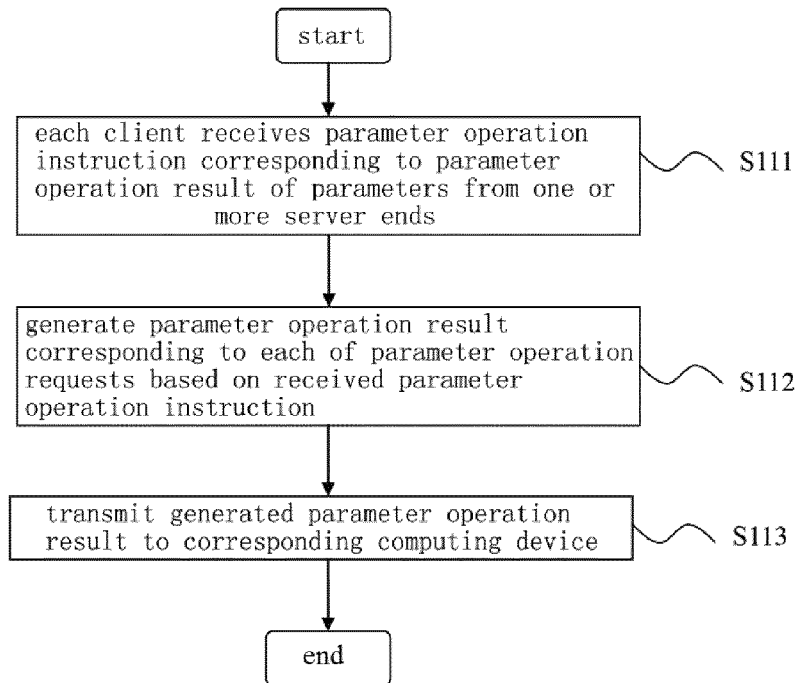 start
each client receives parameter operation
instruction corresponding to parameter
operation result of parameters from one or
more server ends
S111
generate parameter operation result
corresponding to each of parameter operation
requests based on received parameter
operation instruction
S112
transmit generated parameter operation
result to corresponding computing device
S113
end